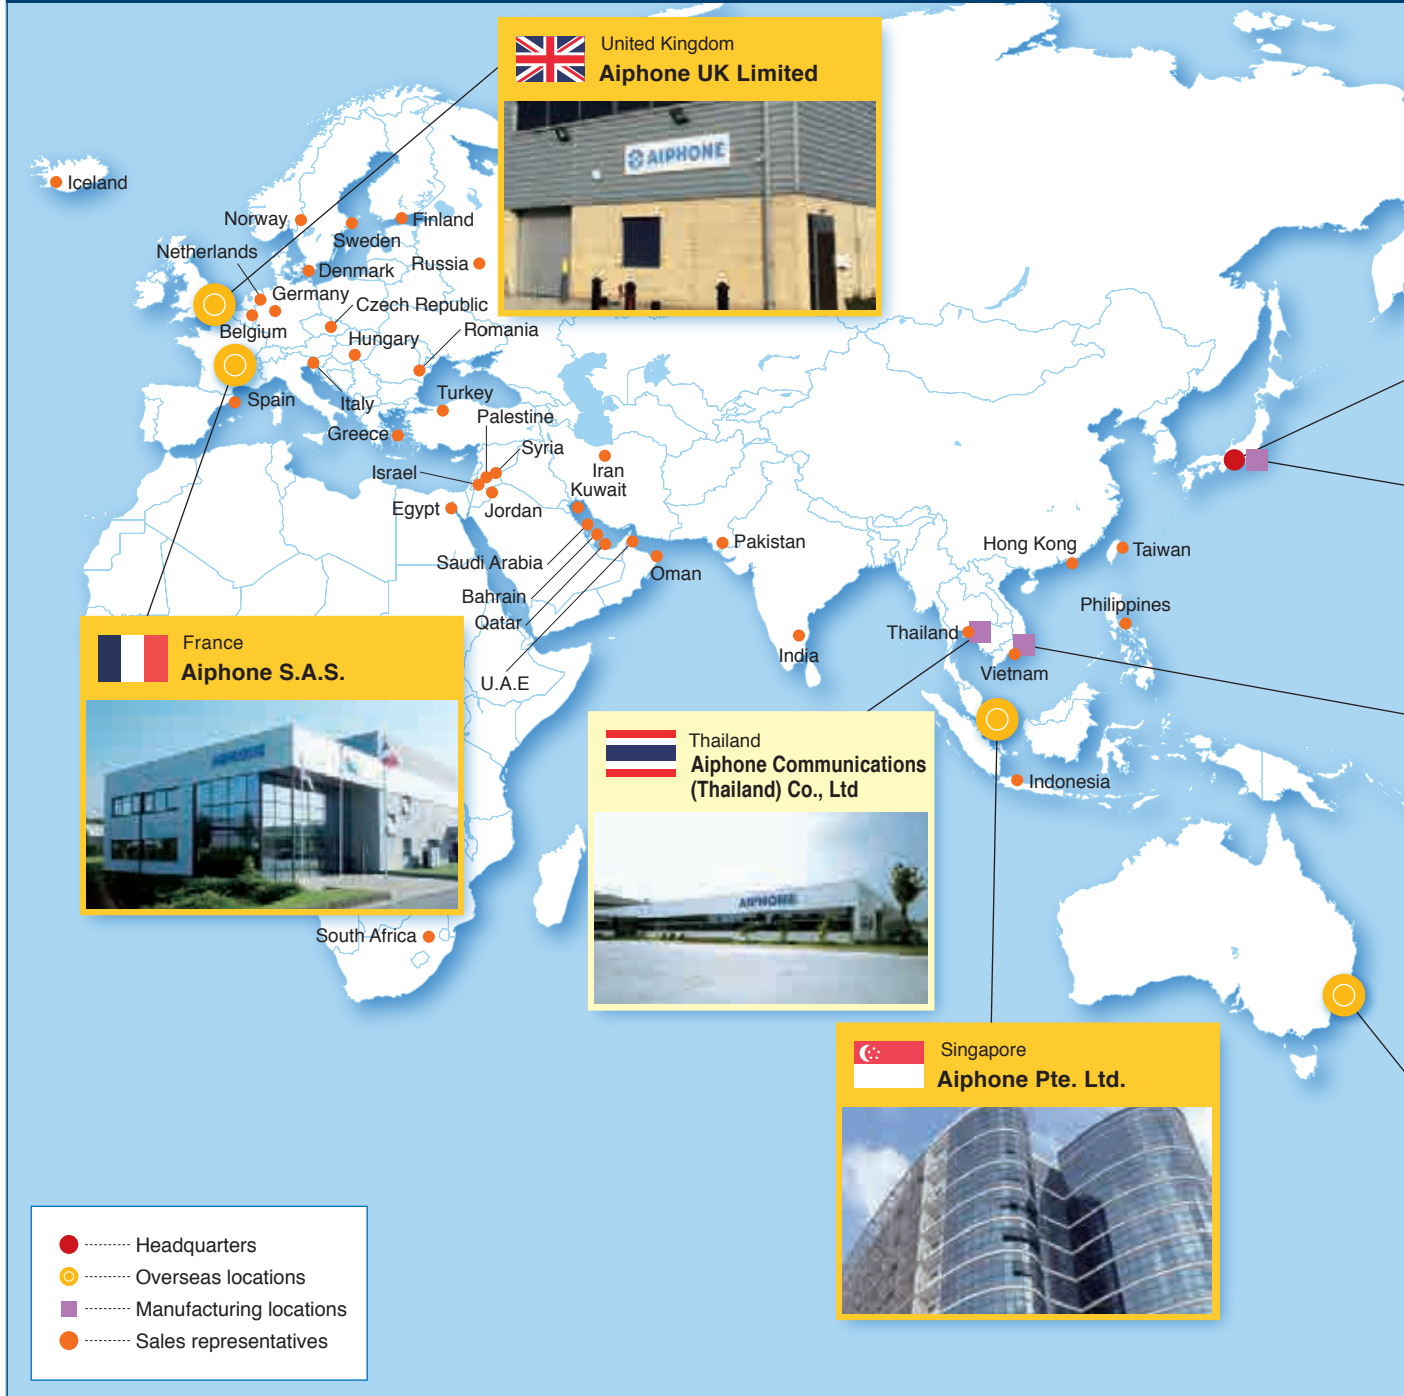 United Kingdom
Aiphone UK Limited
AIPHONE
Iceland
Norway
Finland
Sweden
Netherlands
Russia
Denmark
Germany
Czech Republic
Belgium
Romania
Hungary
Spain
Italy
Turkey
Palestine
Greece
Syria
Israel
Iran
Kuwait
Egypt
Jordan
Pakistan
Hong Kong
Taiwan
Saudi Arabia
Oman
Bahrain
Philippines
Qatar
Thailand
India
Vietnam
U.A.E
France
Aiphone S.A.S.
AIPHONE
Thailand
Aiphone Communications
(Thailand) Co., Ltd
AIPHONE
Indonesia
South Africa
Singapore
Aiphone Pte. Ltd.
Headquarters
Overseas locations
Manufacturing locations
Sales representatives